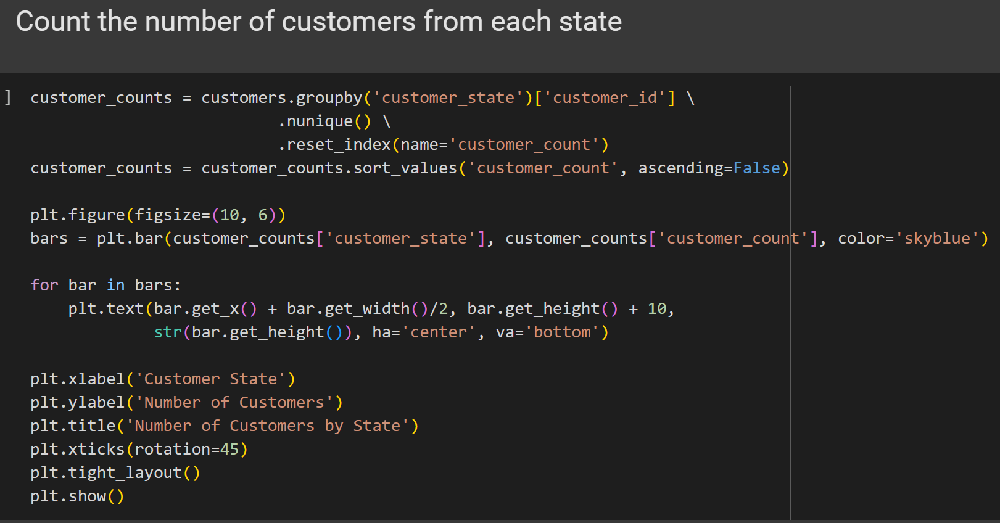 Count the number of customers from each state
] customer_counts = customers.groupby('customer_state')['customer_id'] \
.nunique() \
.reset_index(name='customer_count')
customer_counts = customer_counts.sort_values('customer_count', ascending=False)
plt.figure(figsize=(10, 6))
bars = plt.bar(customer_counts['customer_state'], customer_counts['customer_count'], color='skyblue')
for bar in bars:
plt.text(bar.get_x() + bar.get_width()/2, bar.get_height() + 10,
str(bar.get_height()), ha='center', va='bottom')
plt.xlabel('Customer State')
plt.ylabel('Number of Customers')
plt.title('Number of Customers by State')
plt.xticks(rotation=45)
plt.tight_layout()
plt.show()